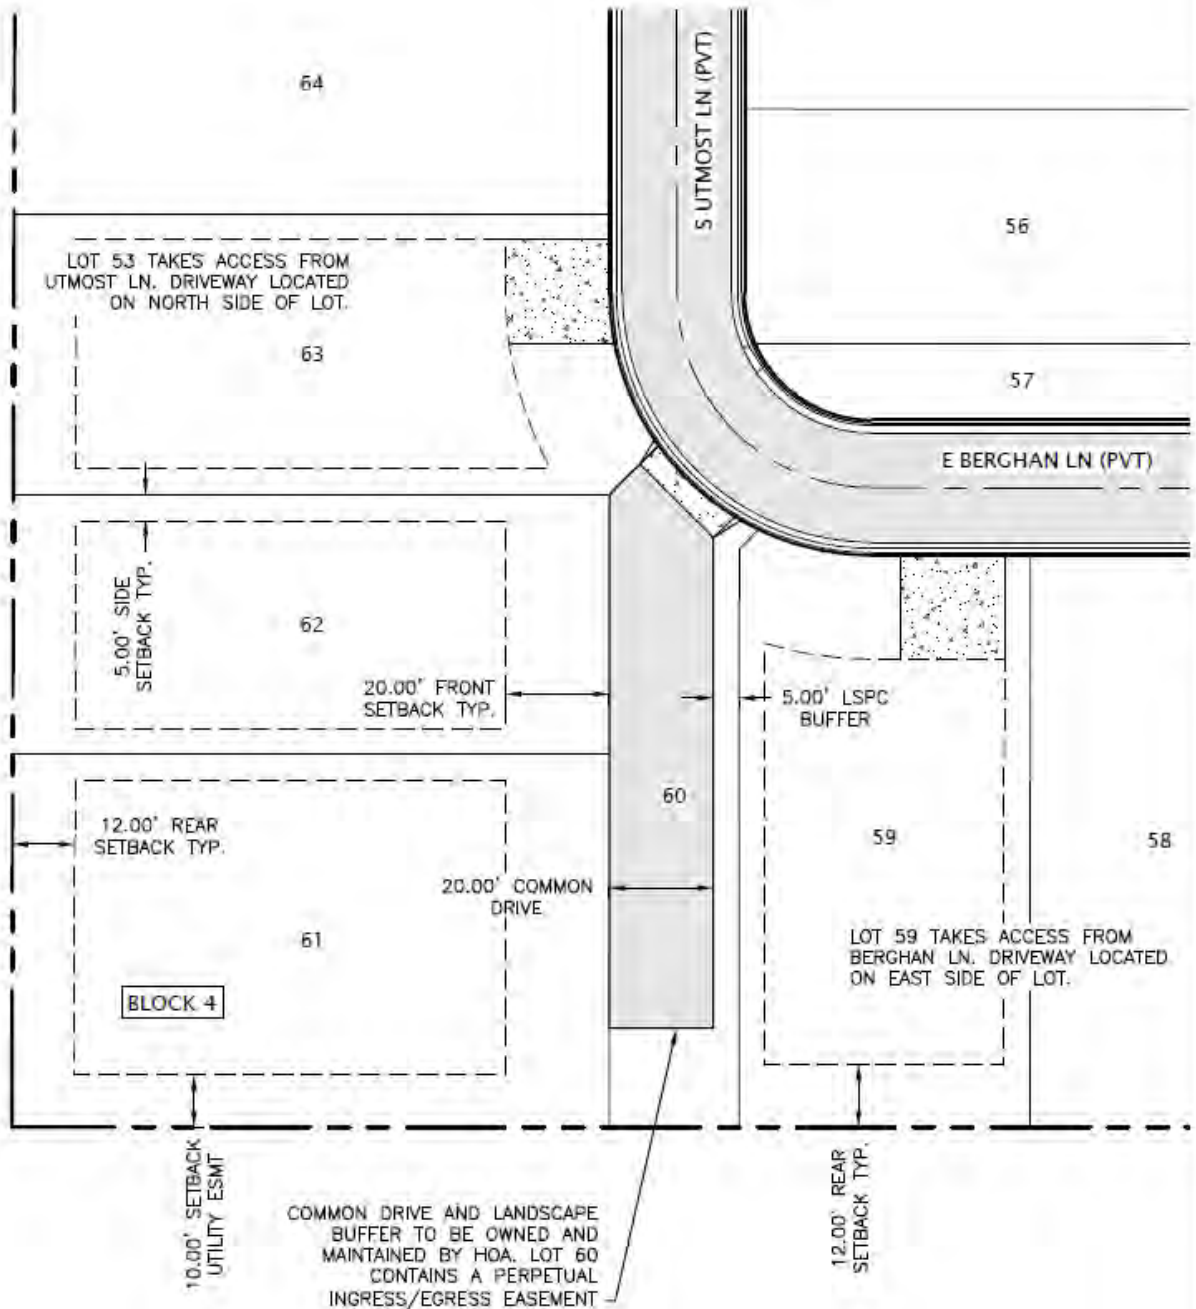 64
S UTMOST LN (PVT)
56
LOT 53 TAKES ACCESS FROM
UTMOST LN. DRIVEWAY LOCATED
ON NORTH SIDE OF LOT.
63
57
E BERGHAN LN (PVT)
5.00' SIDE
SETBACK TYP.
62
20.00' FRONT
SETBACK TYP.
5.00' LSPC
BUFFER
60
12.00' REAR
SETBACK TYP.
59
58
20.00' COMMON
DRIVE
61
LOT 59 TAKES ACCESS FROM
BERGHAN LN. DRIVEWAY LOCATED
ON EAST SIDE OF LOT.
BLOCK 4
10.00' SETBACK
UTILITY ESMT
12.00' REAR
SETBACK TYP.
COMMON DRIVE AND LANDSCAPE
BUFFER TO BE OWNED AND
MAINTAINED BY HOA. LOT 60
CONTAINS A PERPETUAL
INGRESS/EGRESS EASEMENT